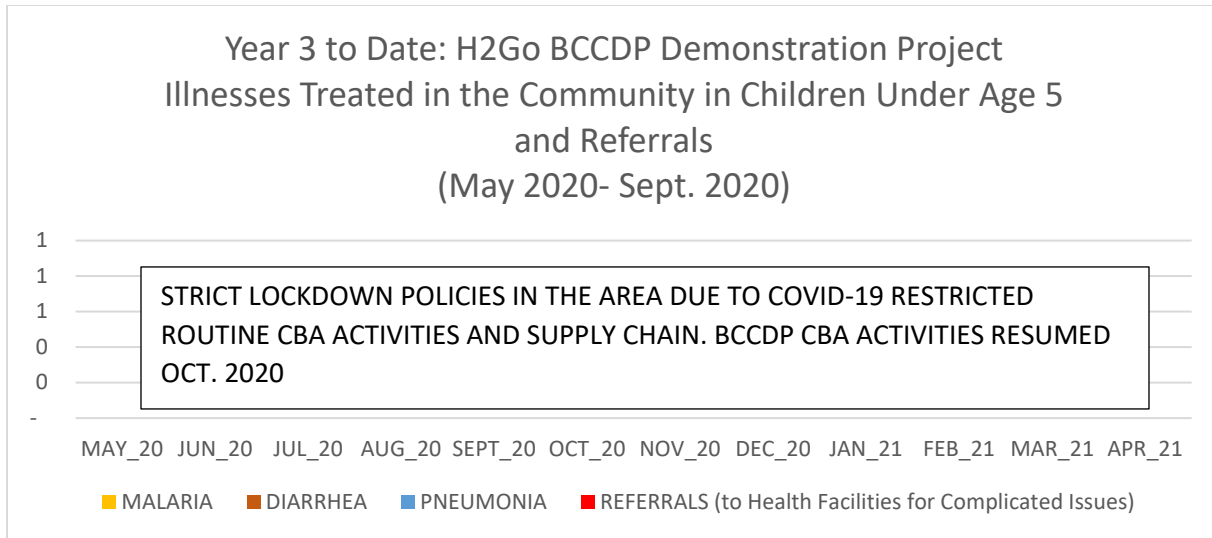 Year 3 to Date: H2Go BCCDP Demonstration Project
Illnesses Treated in the Community in Children Under Age 5
and Referrals
(May 2020- Sept. 2020)
1
1
1
0
0
-
STRICT LOCKDOWN POLICIES IN THE AREA DUE TO COVID-19 RESTRICTED
ROUTINE CBA ACTIVITIES AND SUPPLY CHAIN. BCCDP CBA ACTIVITIES RESUMED
OCT. 2020
MAY_20 JUN_20 JUL_20 AUG_20 SEPT_20 OCT_20 NOV_20 DEC_20 JAN_21 FEB_21 MAR_21 APR_21
MALARIA DIARRHEA PNEUMONIA REFERRALS (to Health Facilities for Complicated Issues)